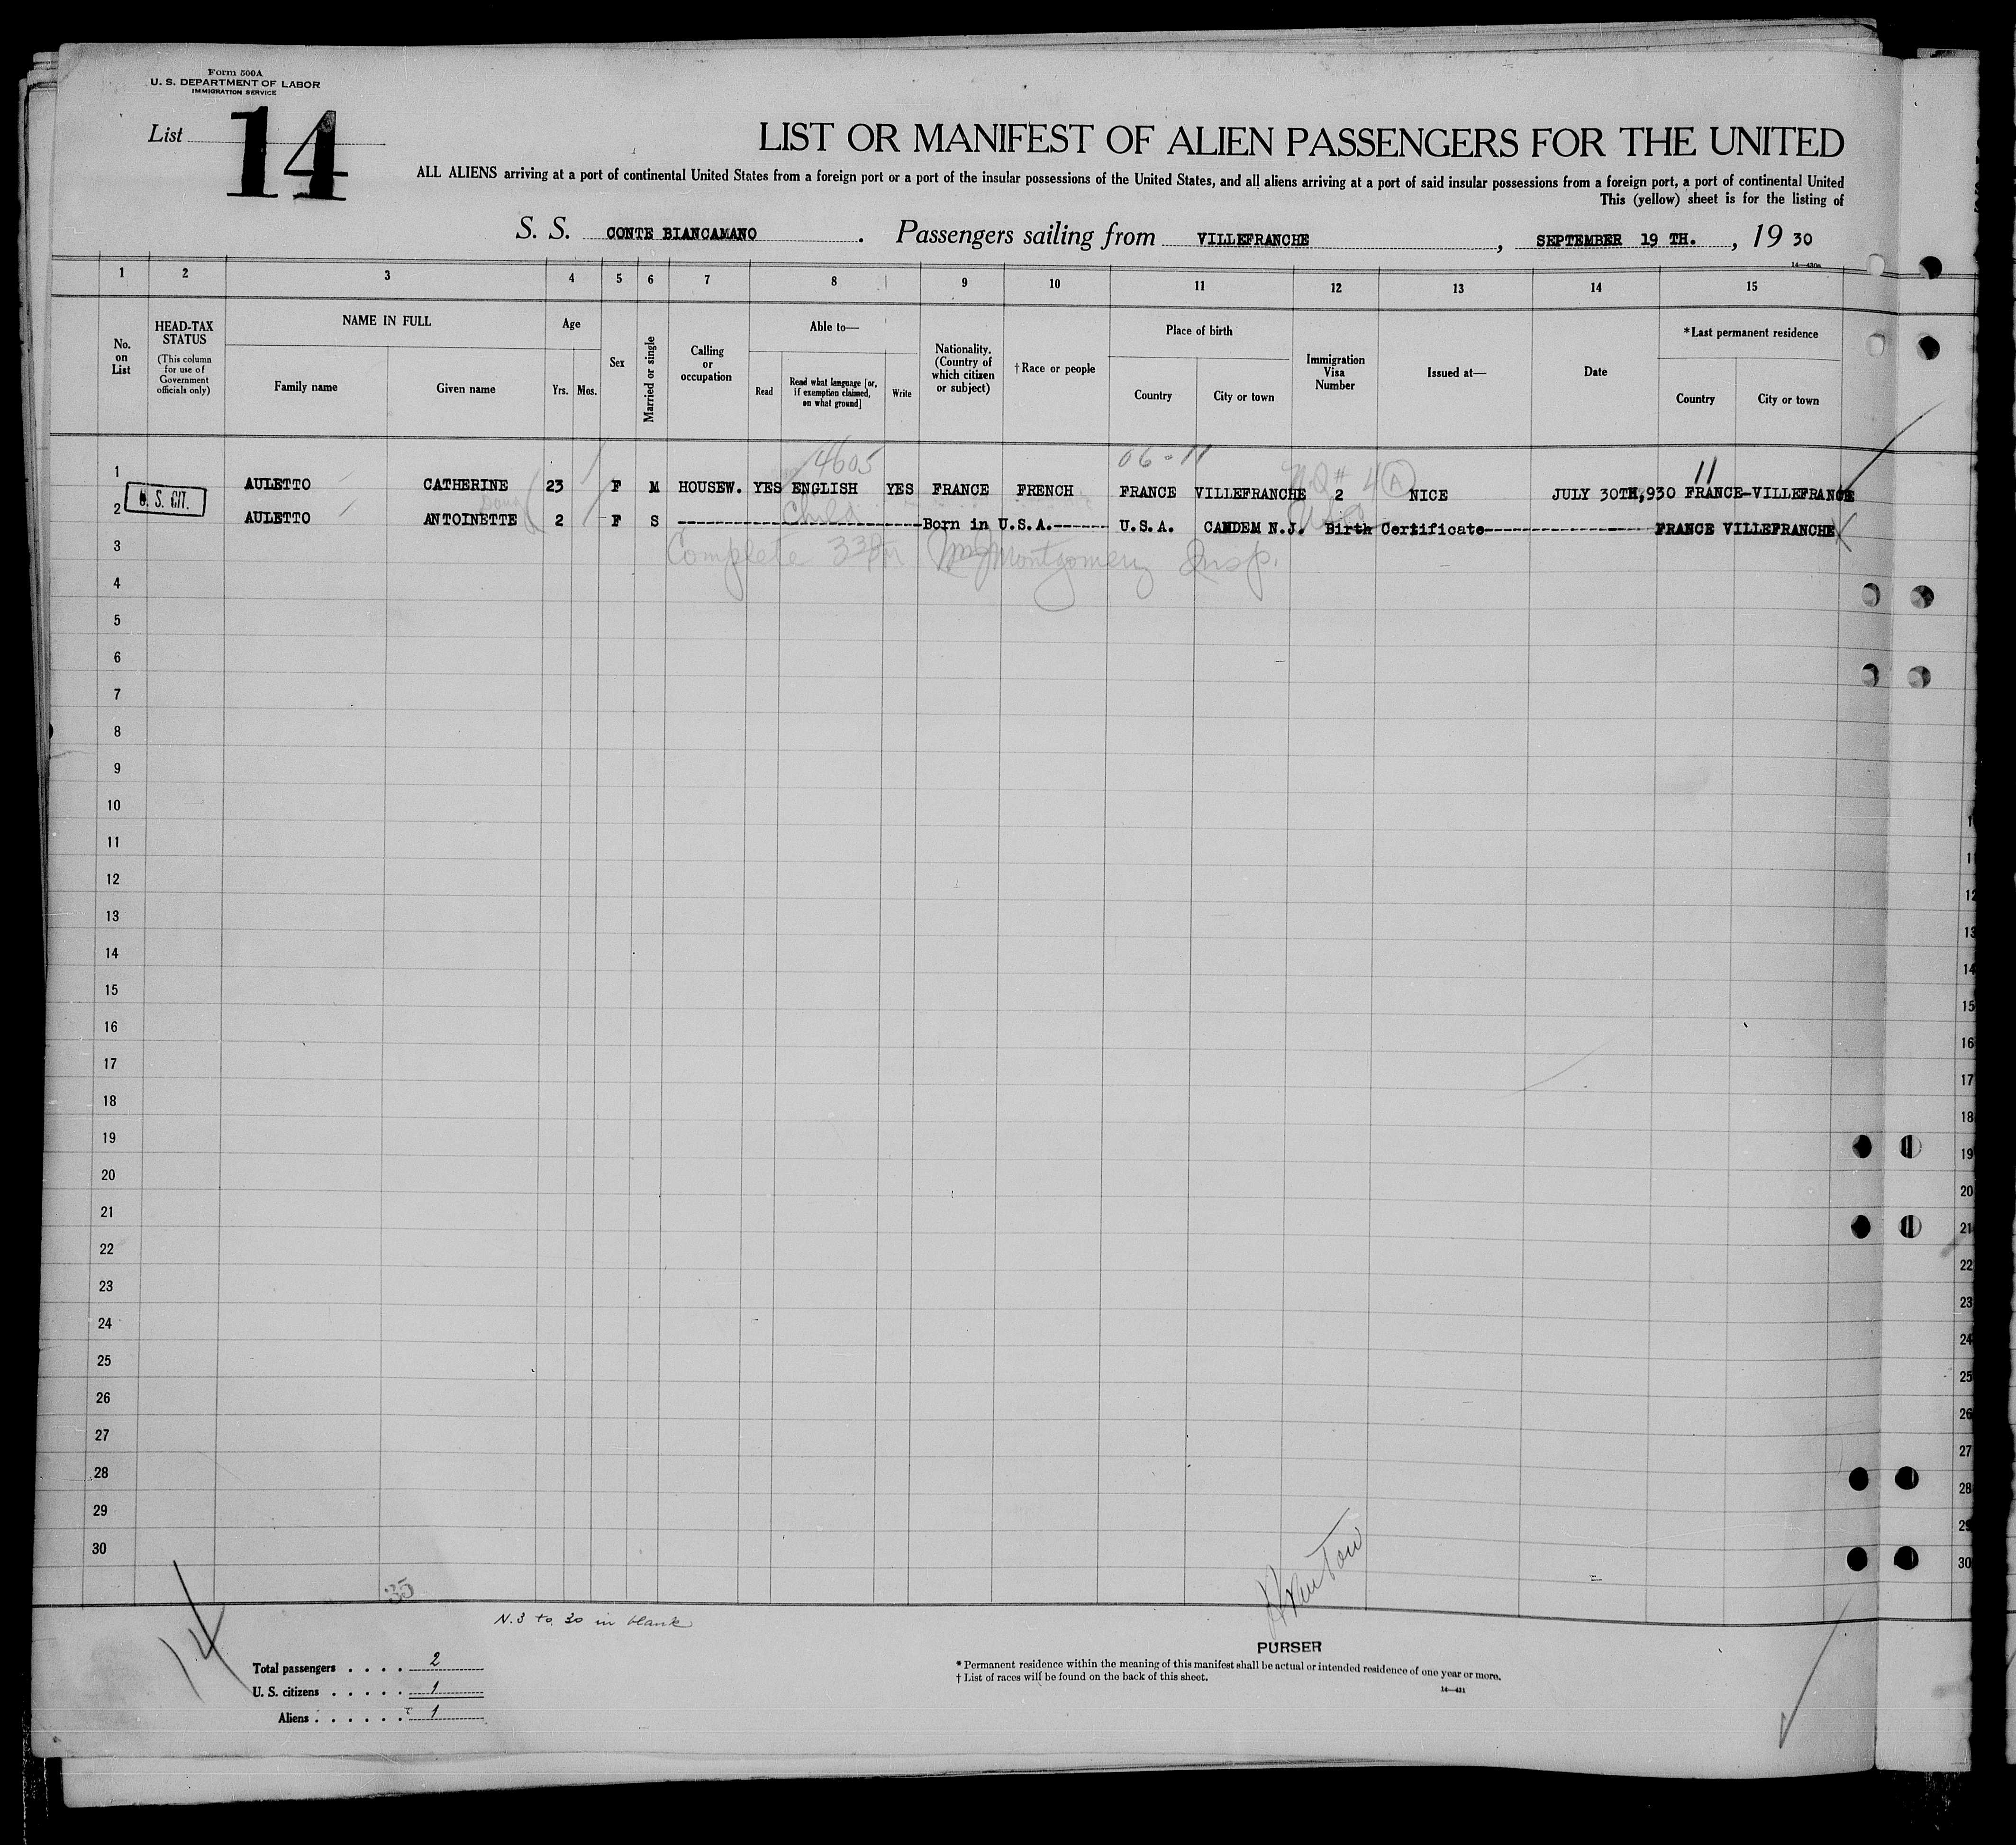 Form 500A
U. S. DEPARTMENT OF LABOR
IMMIGRATION SERVICE
List 14
LIST OR MANIFEST OF ALIEN PASSENGERS FOR THE UNITED
ALL ALIENS arriving at a port of continental United States from a foreign port or a port of the insular possessions of the United States, and all aliens arriving at a port of said insular possessions from a foreign port, a port of continental United
This (yellow) sheet is for the listing of
S. S. CONTE BIANCAMANO. Passengers sailing from VILLEFRANCHE, SEPTEMBER 19 TH., 19 30
14—430a
1 2 3 4 5 6 7 8 9 10 11 12 13 14 15
No. on List
HEAD-TAX STATUS
(This column for use of Government officials only)
NAME IN FULL
Family name
Given name
Age
Yrs. Mos.
Sex
Married or single
Calling or occupation
Able to—
Read
Read what language [or, if exemption claimed, on what ground]
Write
Nationality. (Country of which citizen or subject)
†Race or people
Place of birth
Country
City or town
Immigration Visa Number
Issued at—
Date
*Last permanent residence
Country
City or town
4605 06-11 4 A 11
1 AULETTO CATHERINE 23 F M HOUSEW. YES ENGLISH YES FRANCE FRENCH FRANCE VILLEFRANCHE 2 NICE JULY 30TH,930 FRANCE-VILLEFRANCE
U. S. CIT.
Child
2 AULETTO ANTOINETTE 2 F S ---Born in U.S.A.--- U.S.A. CAMDEM N.J. Birth Certificate--- FRANCE VILLEFRANCHE
3 Complete Montgomery Insp.
4
5
6
7
8
9
10
11
12
13
14
15
16
17
18
19
20
21
22
23
24
25
26
27
28
29
30
35
N.3 to 30 in blank
14
Total passengers . . . . 2
U. S. citizens . . . . . 1
Aliens . . . . . . 1
PURSER
* Permanent residence within the meaning of this manifest shall be actual or intended residence of one year or more.
† List of races will be found on the back of this sheet.
14—431